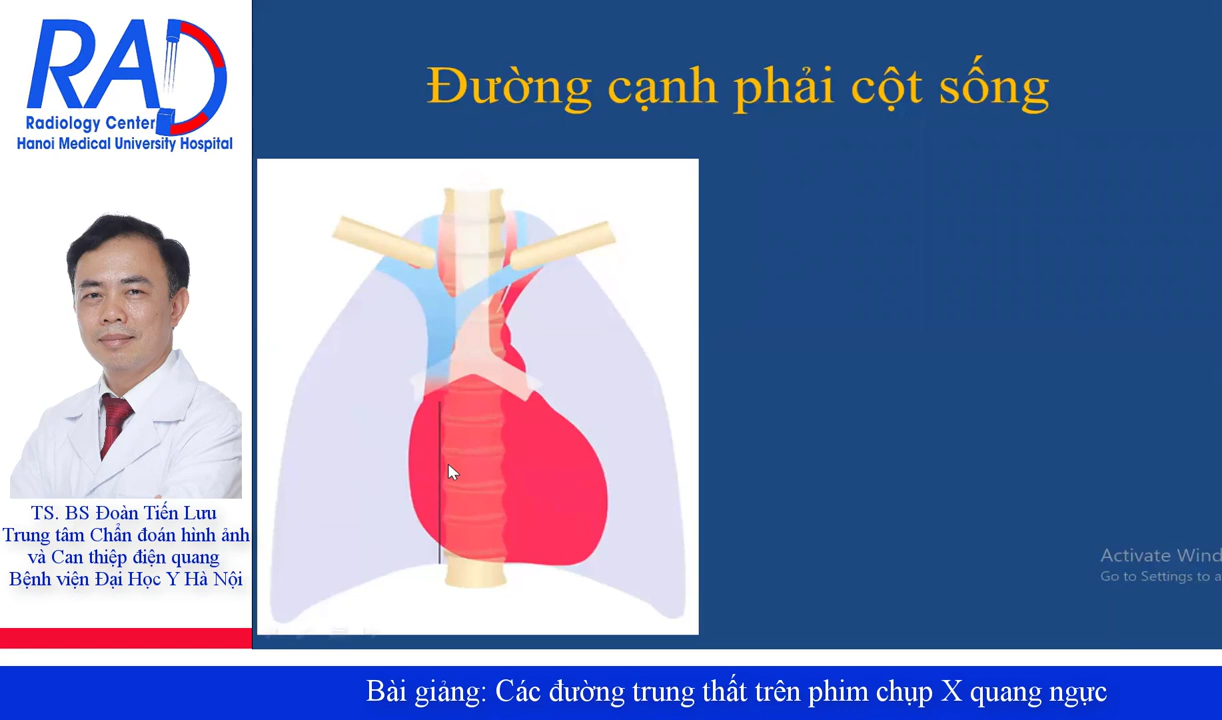 RAD
Radiology Center
Hanoi Medical University Hospital
Đường cạnh phải cột sống
TS. BS Đoàn Tiến Lưu
Trung tâm Chẩn đoán hình ảnh
và Can thiệp điện quang
Bệnh viện Đại Học Y Hà Nội
Activate Wind
Go to Settings to a
Bài giảng: Các đường trung thất trên phim chụp X quang ngực